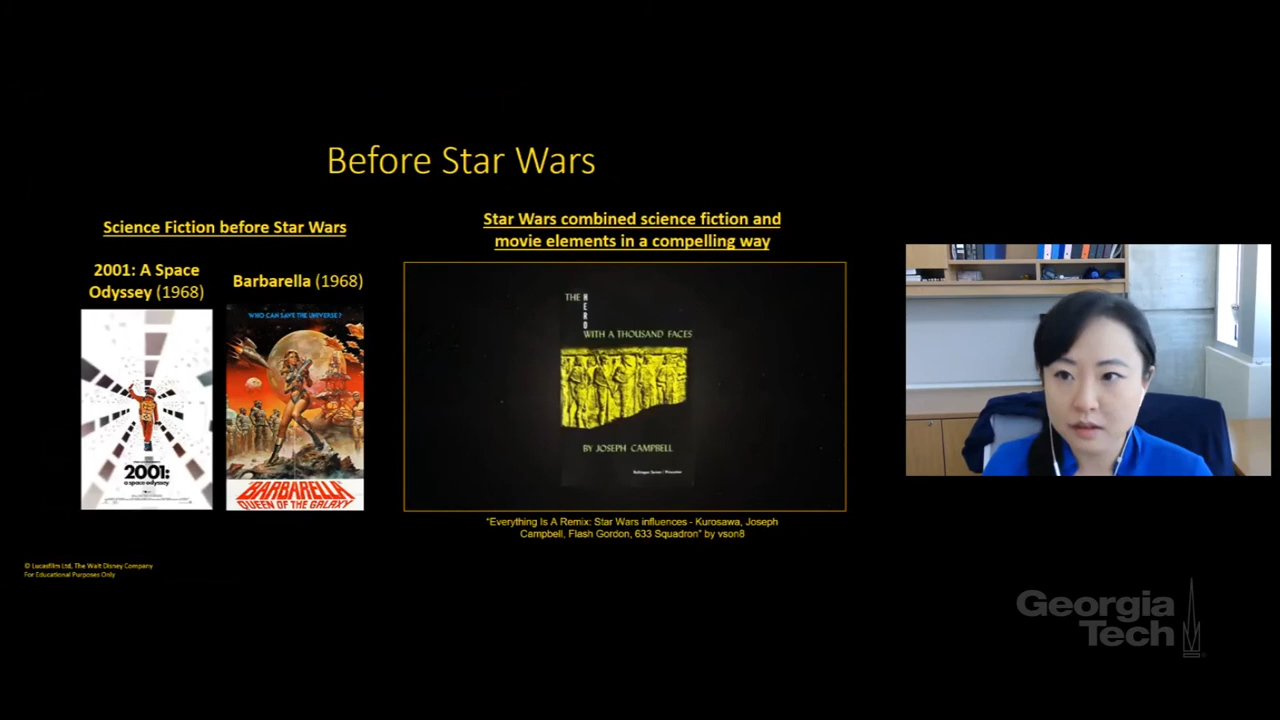 Before Star Wars
Science Fiction before Star Wars
2001: A Space
Odyssey (1968)
Barbarella (1968)
2001:
a space odyssey
WHO CAN SAVE THE UNIVERSE?
BARBARELLA
QUEEN OF THE GALAXY
Star Wars combined science fiction and
movie elements in a compelling way
THE HERO
WITH A THOUSAND FACES
BY JOSEPH CAMPBELL
"Everything Is A Remix: Star Wars influences - Kurosawa, Joseph
Campbell, Flash Gordon, 633 Squadron" by vson8
© Lucasfilm Ltd, The Walt Disney Company
For Educational Purposes Only
Georgia
Tech